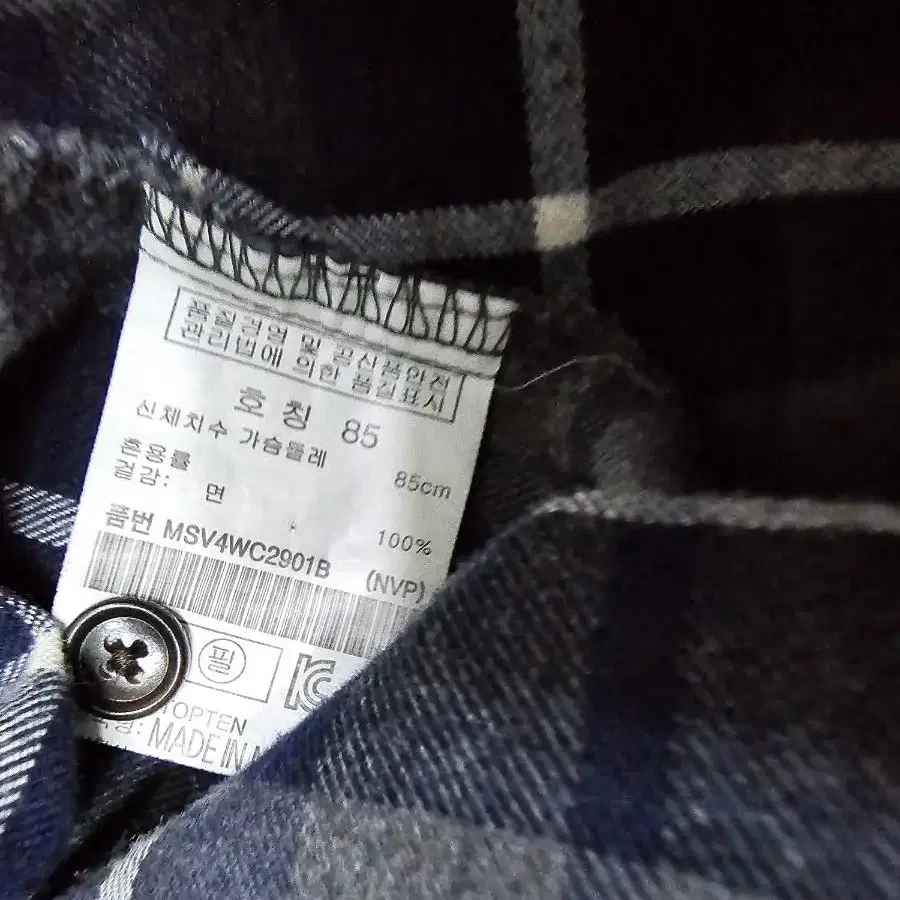 품질경영 및 공산품안전
관리법에 의한 품질표시
호칭 85
신체치수 가슴둘레 85cm
혼용률
겉감: 면 100%
품번 MSV4WC2901B (NVP)
필
TOPTEN
MADE IN